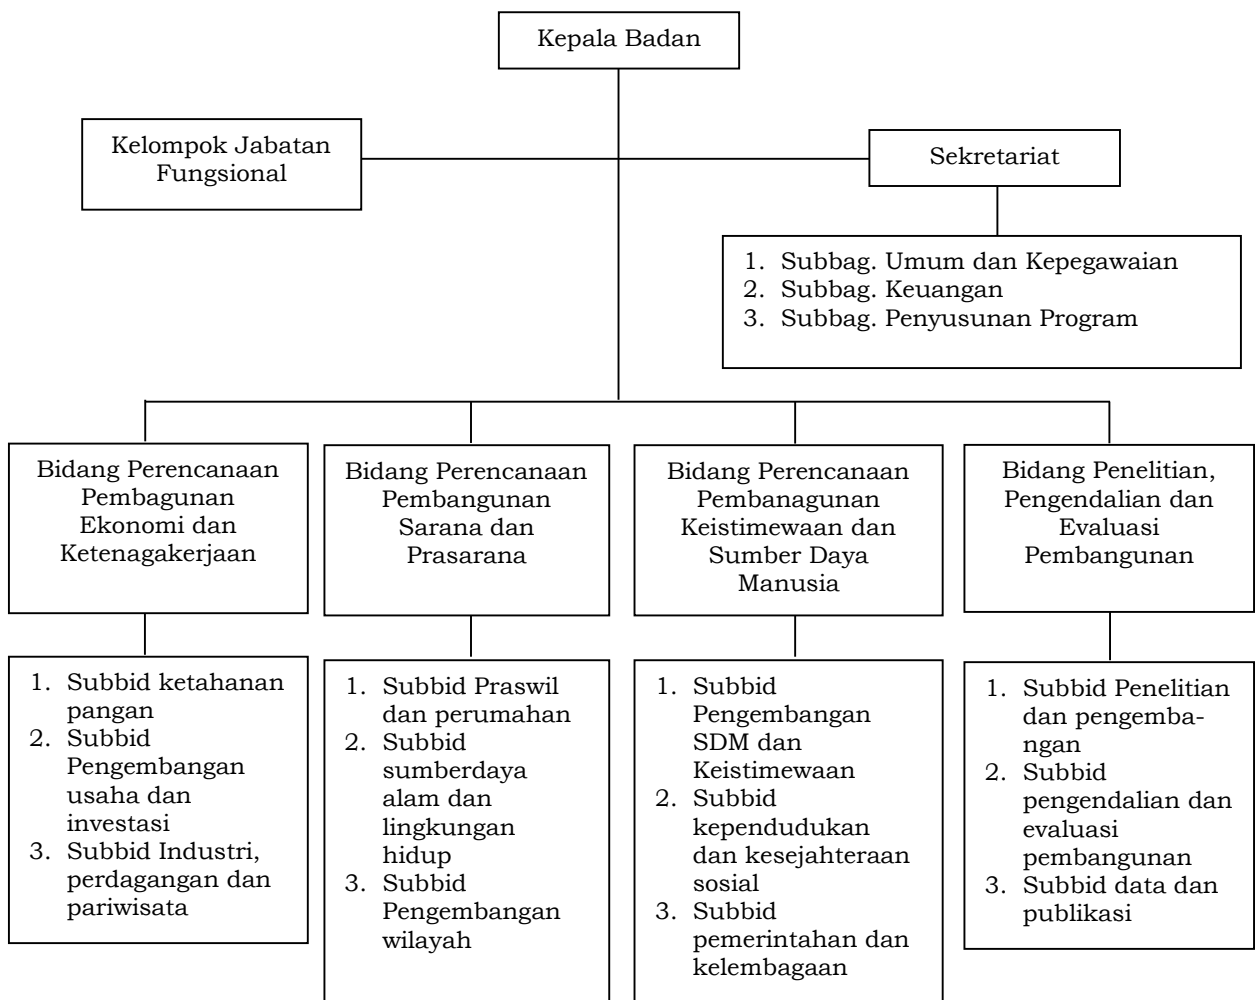 Kepala Badan
Kelompok Jabatan
Fungsional
Sekretariat
1. Subbag. Umum dan Kepegawaian
2. Subbag. Keuangan
3. Subbag. Penyusunan Program
Bidang Perencanaan
Pembagunan
Ekonomi dan
Ketenagakerjaan
Bidang Perencanaan
Pembangunan
Sarana dan
Prasarana
Bidang Perencanaan
Pembanagunan
Keistimewaan dan
Sumber Daya
Manusia
Bidang Penelitian,
Pengendalian dan
Evaluasi
Pembangunan
1. Subbid ketahanan
pangan
2. Subbid
Pengembangan
usaha dan
investasi
3. Subbid Industri,
perdagangan dan
pariwisata
1. Subbid Praswil
dan perumahan
2. Subbid
sumberdaya
alam dan
lingkungan
hidup
3. Subbid
Pengembangan
wilayah
1. Subbid
Pengembangan
SDM dan
Keistimewaan
2. Subbid
kependudukan
dan kesejahteraan
sosial
3. Subbid
pemerintahan dan
kelembagaan
1. Subbid Penelitian
dan pengemba-
ngan
2. Subbid
pengendalian dan
evaluasi
pembangunan
3. Subbid data dan
publikasi